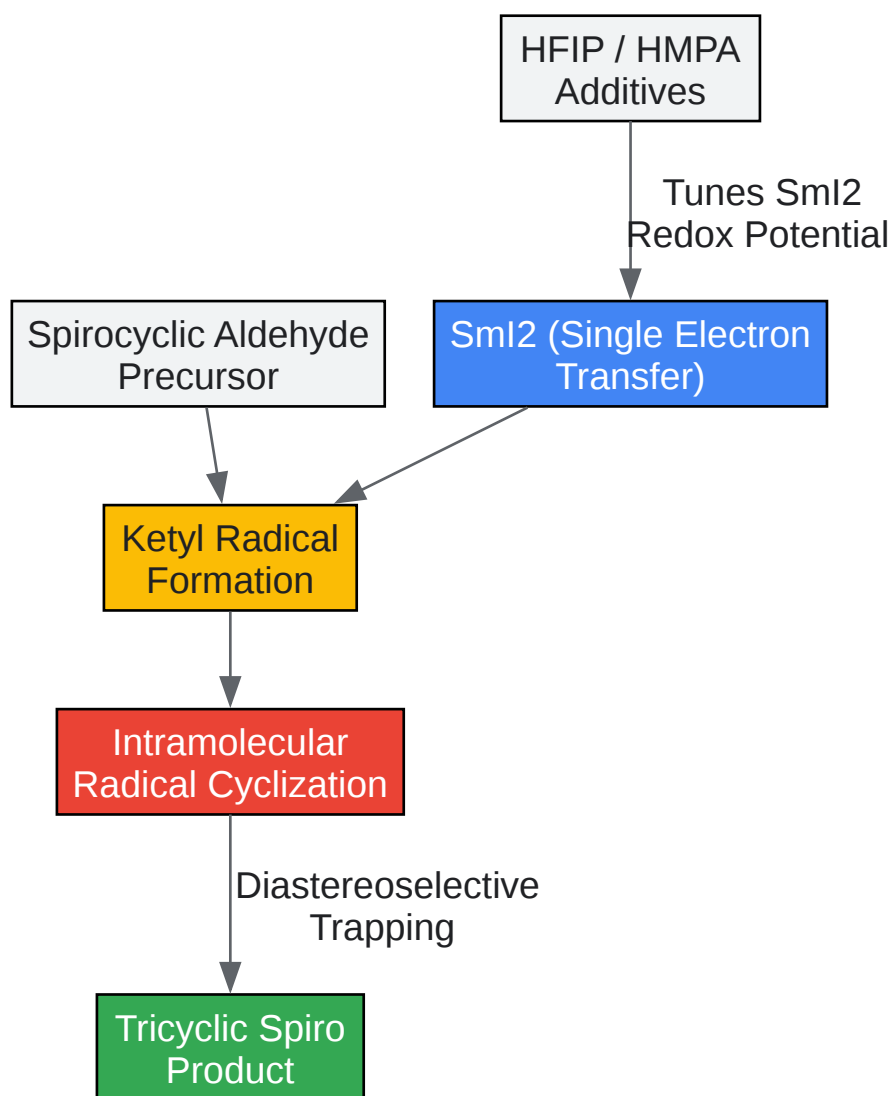 HFIP / HMPA
Additives
Tunes SmI2
Redox Potential
Spirocyclic Aldehyde
Precursor
SmI2 (Single Electron
Transfer)
Ketyl Radical
Formation
Intramolecular
Radical Cyclization
Diastereoselective
Trapping
Tricyclic Spiro
Product